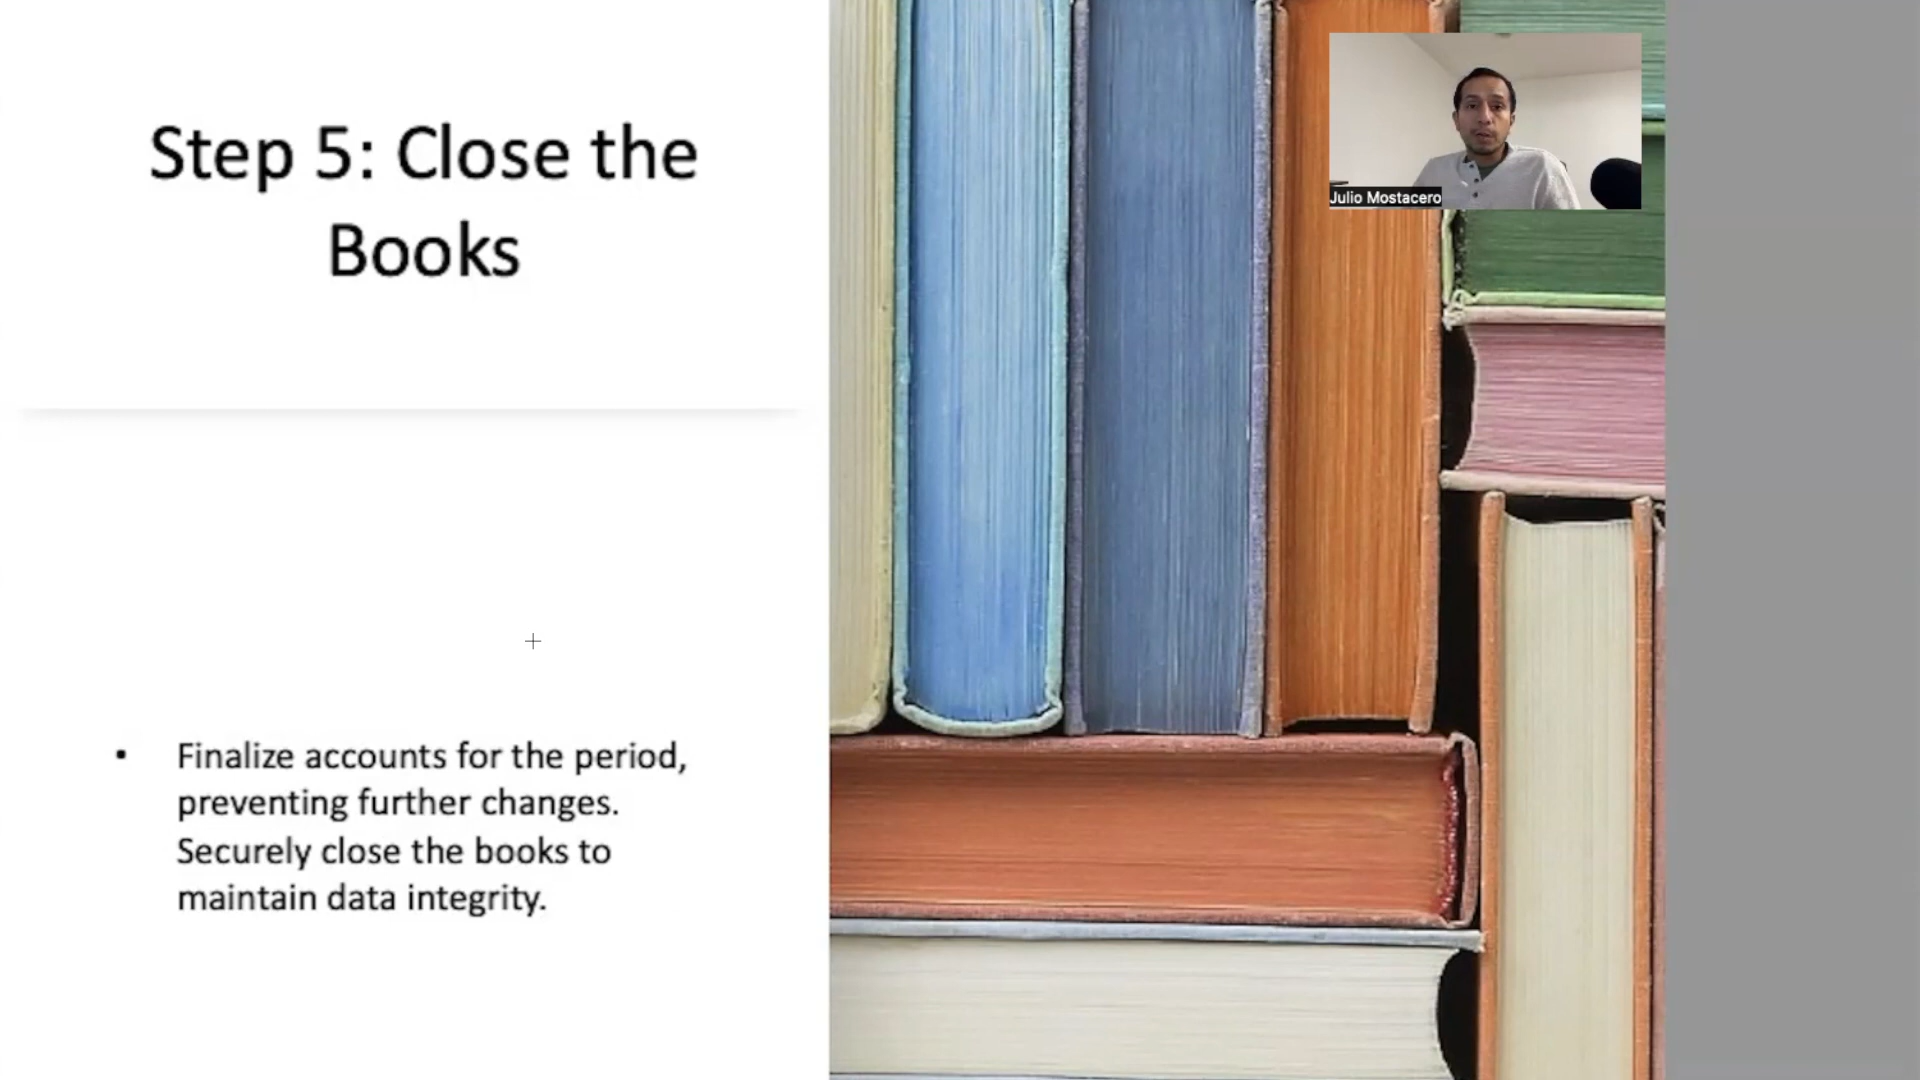 Step 5: Close the
Books
Julio Mostacero
▪ Finalize accounts for the period,
preventing further changes.
Securely close the books to
maintain data integrity.